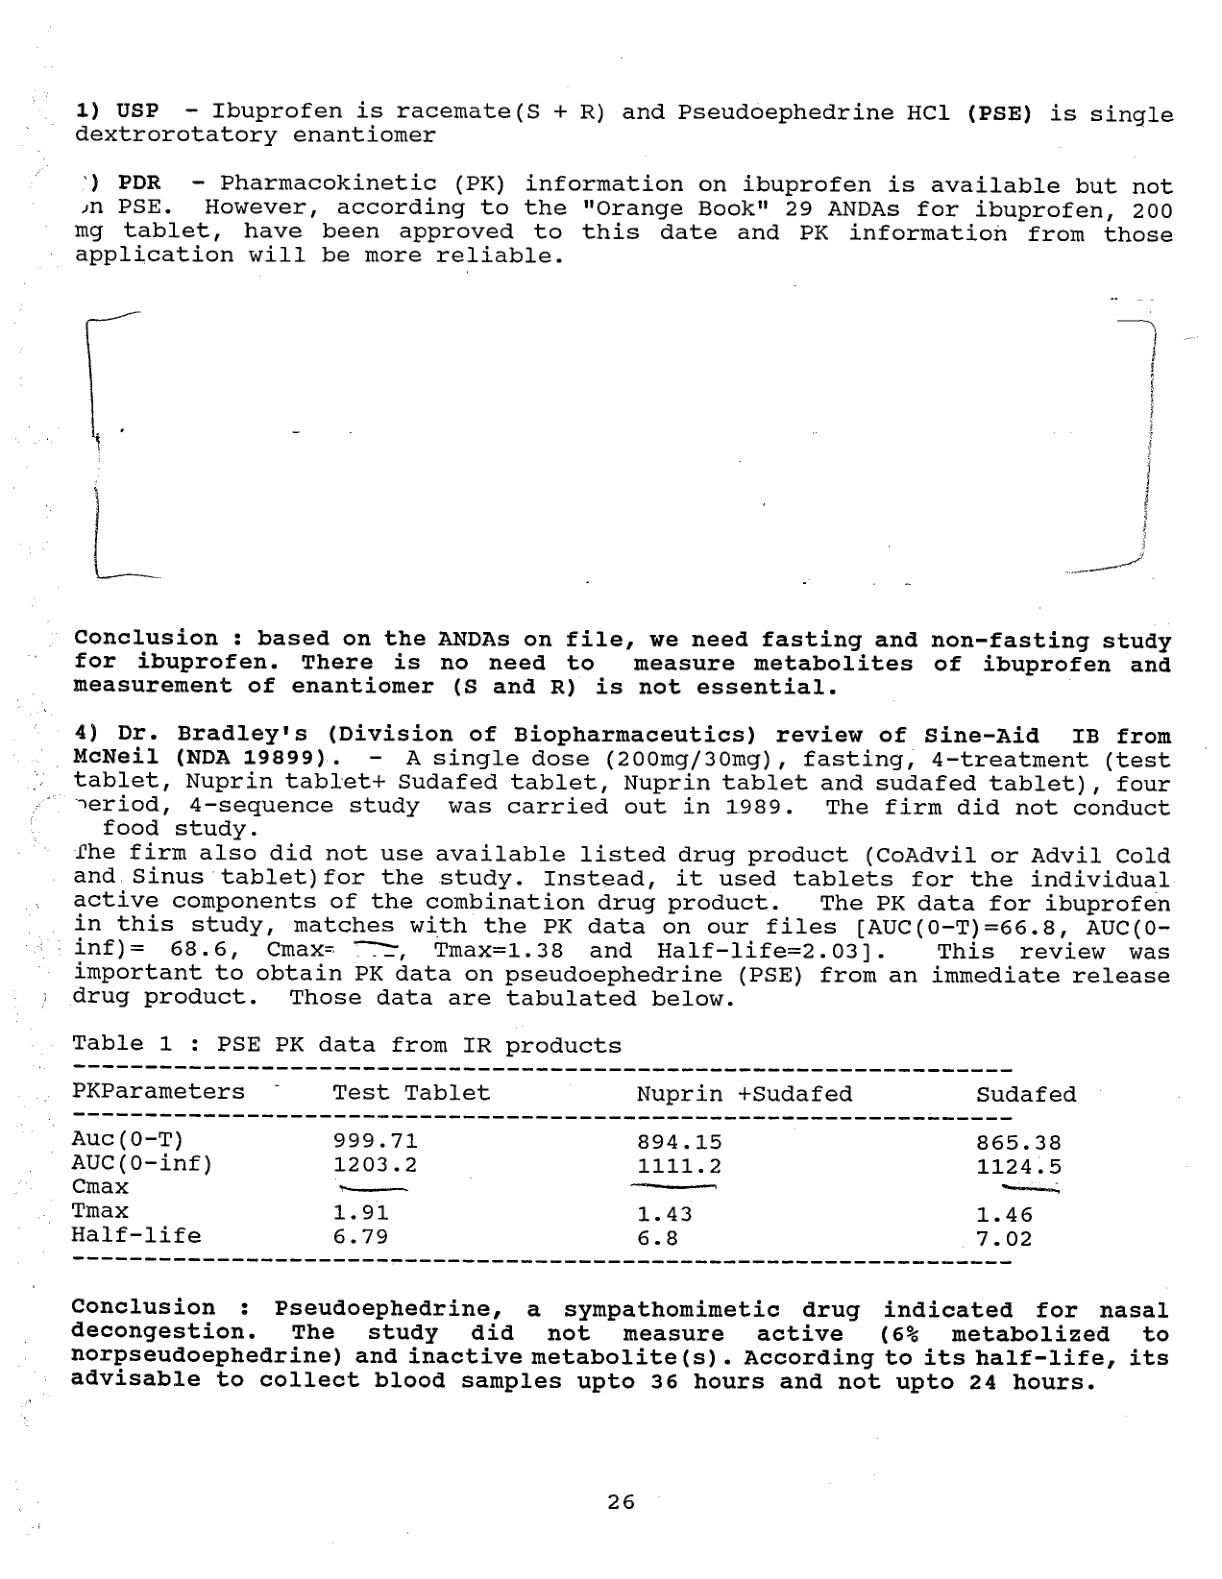 1) USP - Ibuprofen is racemate(S + R) and Pseudoephedrine HCl (PSE) is single
dextrorotatory enantiomer
) PDR - Pharmacokinetic (PK) information on ibuprofen is available but not
n PSE. However, according to the "Orange Book" 29 ANDAs for ibuprofen, 200
mg tablet, have been approved to this date and PK information from those
application will be more reliable.
Conclusion : based on the ANDAs on file, we need fasting and non-fasting study
for ibuprofen. There is no need to measure metabolites of ibuprofen and
measurement of enantiomer (S and R) is not essential.
4) Dr. Bradley's (Division of Biopharmaceutics) review of Sine-Aid IB from
McNeil (NDA 19899). - A single dose (200mg/30mg), fasting, 4-treatment (test
tablet, Nuprin tablet+ Sudafed tablet, Nuprin tablet and sudafed tablet), four
period, 4-sequence study was carried out in 1989. The firm did not conduct
food study.
The firm also did not use available listed drug product (CoAdvil or Advil Cold
and Sinus tablet)for the study. Instead, it used tablets for the individual
active components of the combination drug product. The PK data for ibuprofen
in this study, matches with the PK data on our files [AUC(0-T)=66.8, AUC(0-
inf)= 68.6, Cmax= , Tmax=1.38 and Half-life=2.03]. This review was
important to obtain PK data on pseudoephedrine (PSE) from an immediate release
drug product. Those data are tabulated below.
Table 1 : PSE PK data from IR products
PKParameters Test Tablet Nuprin +Sudafed Sudafed
Auc(0-T) 999.71 894.15 865.38
AUC(0-inf) 1203.2 1111.2 1124.5
Cmax
Tmax 1.91 1.43 1.46
Half-life 6.79 6.8 7.02
Conclusion : Pseudoephedrine, a sympathomimetic drug indicated for nasal
decongestion. The study did not measure active (6% metabolized to
norpseudoephedrine) and inactive metabolite(s). According to its half-life, its
advisable to collect blood samples upto 36 hours and not upto 24 hours.
26